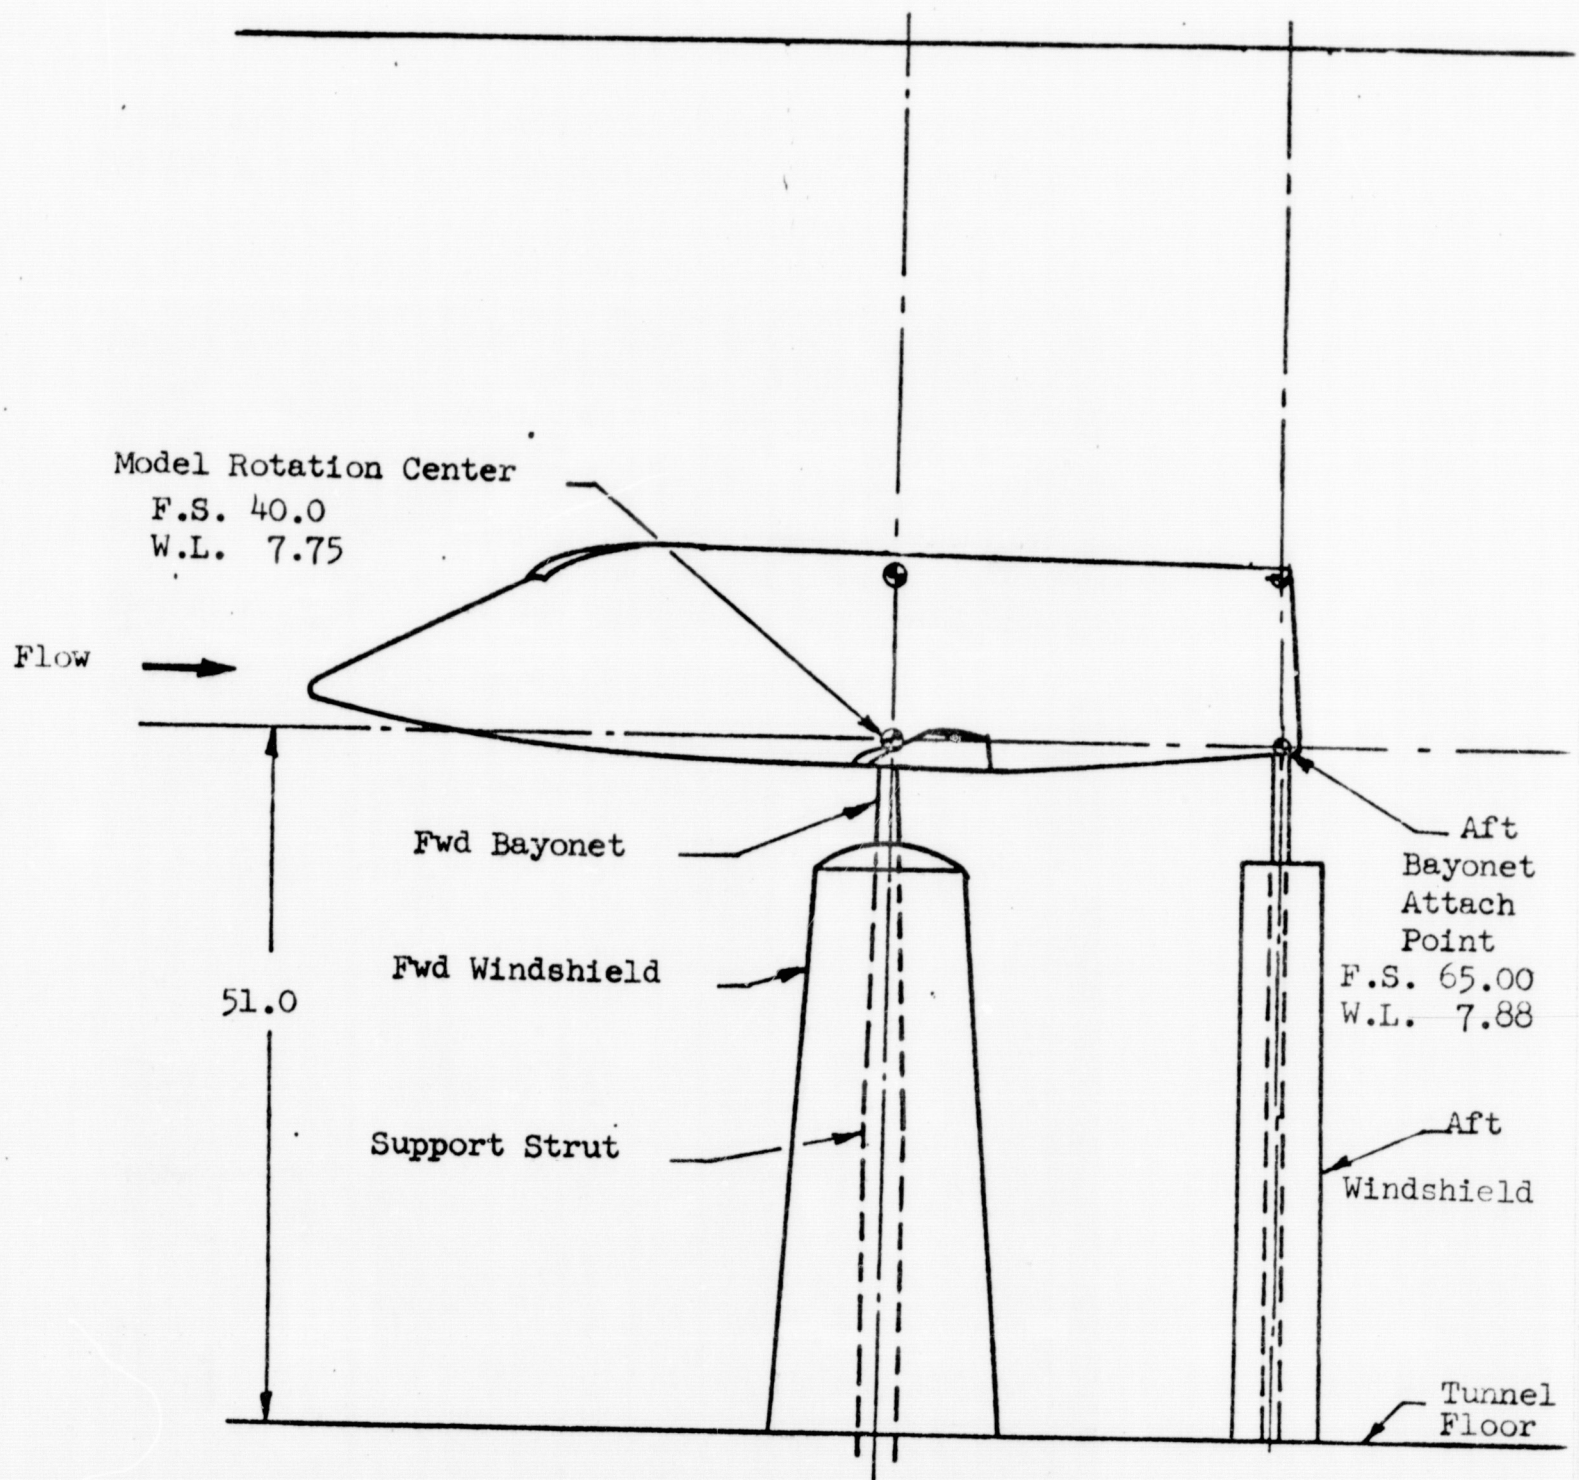 Model Rotation Center
F.S. 40.0
W.L. 7.75
Flow
Fwd Bayonet
Aft
Bayonet
Attach
Point
F.S. 65.00
W.L. 7.88
Fwd Windshield
51.0
Support Strut
Aft
Windshield
Tunnel
Floor